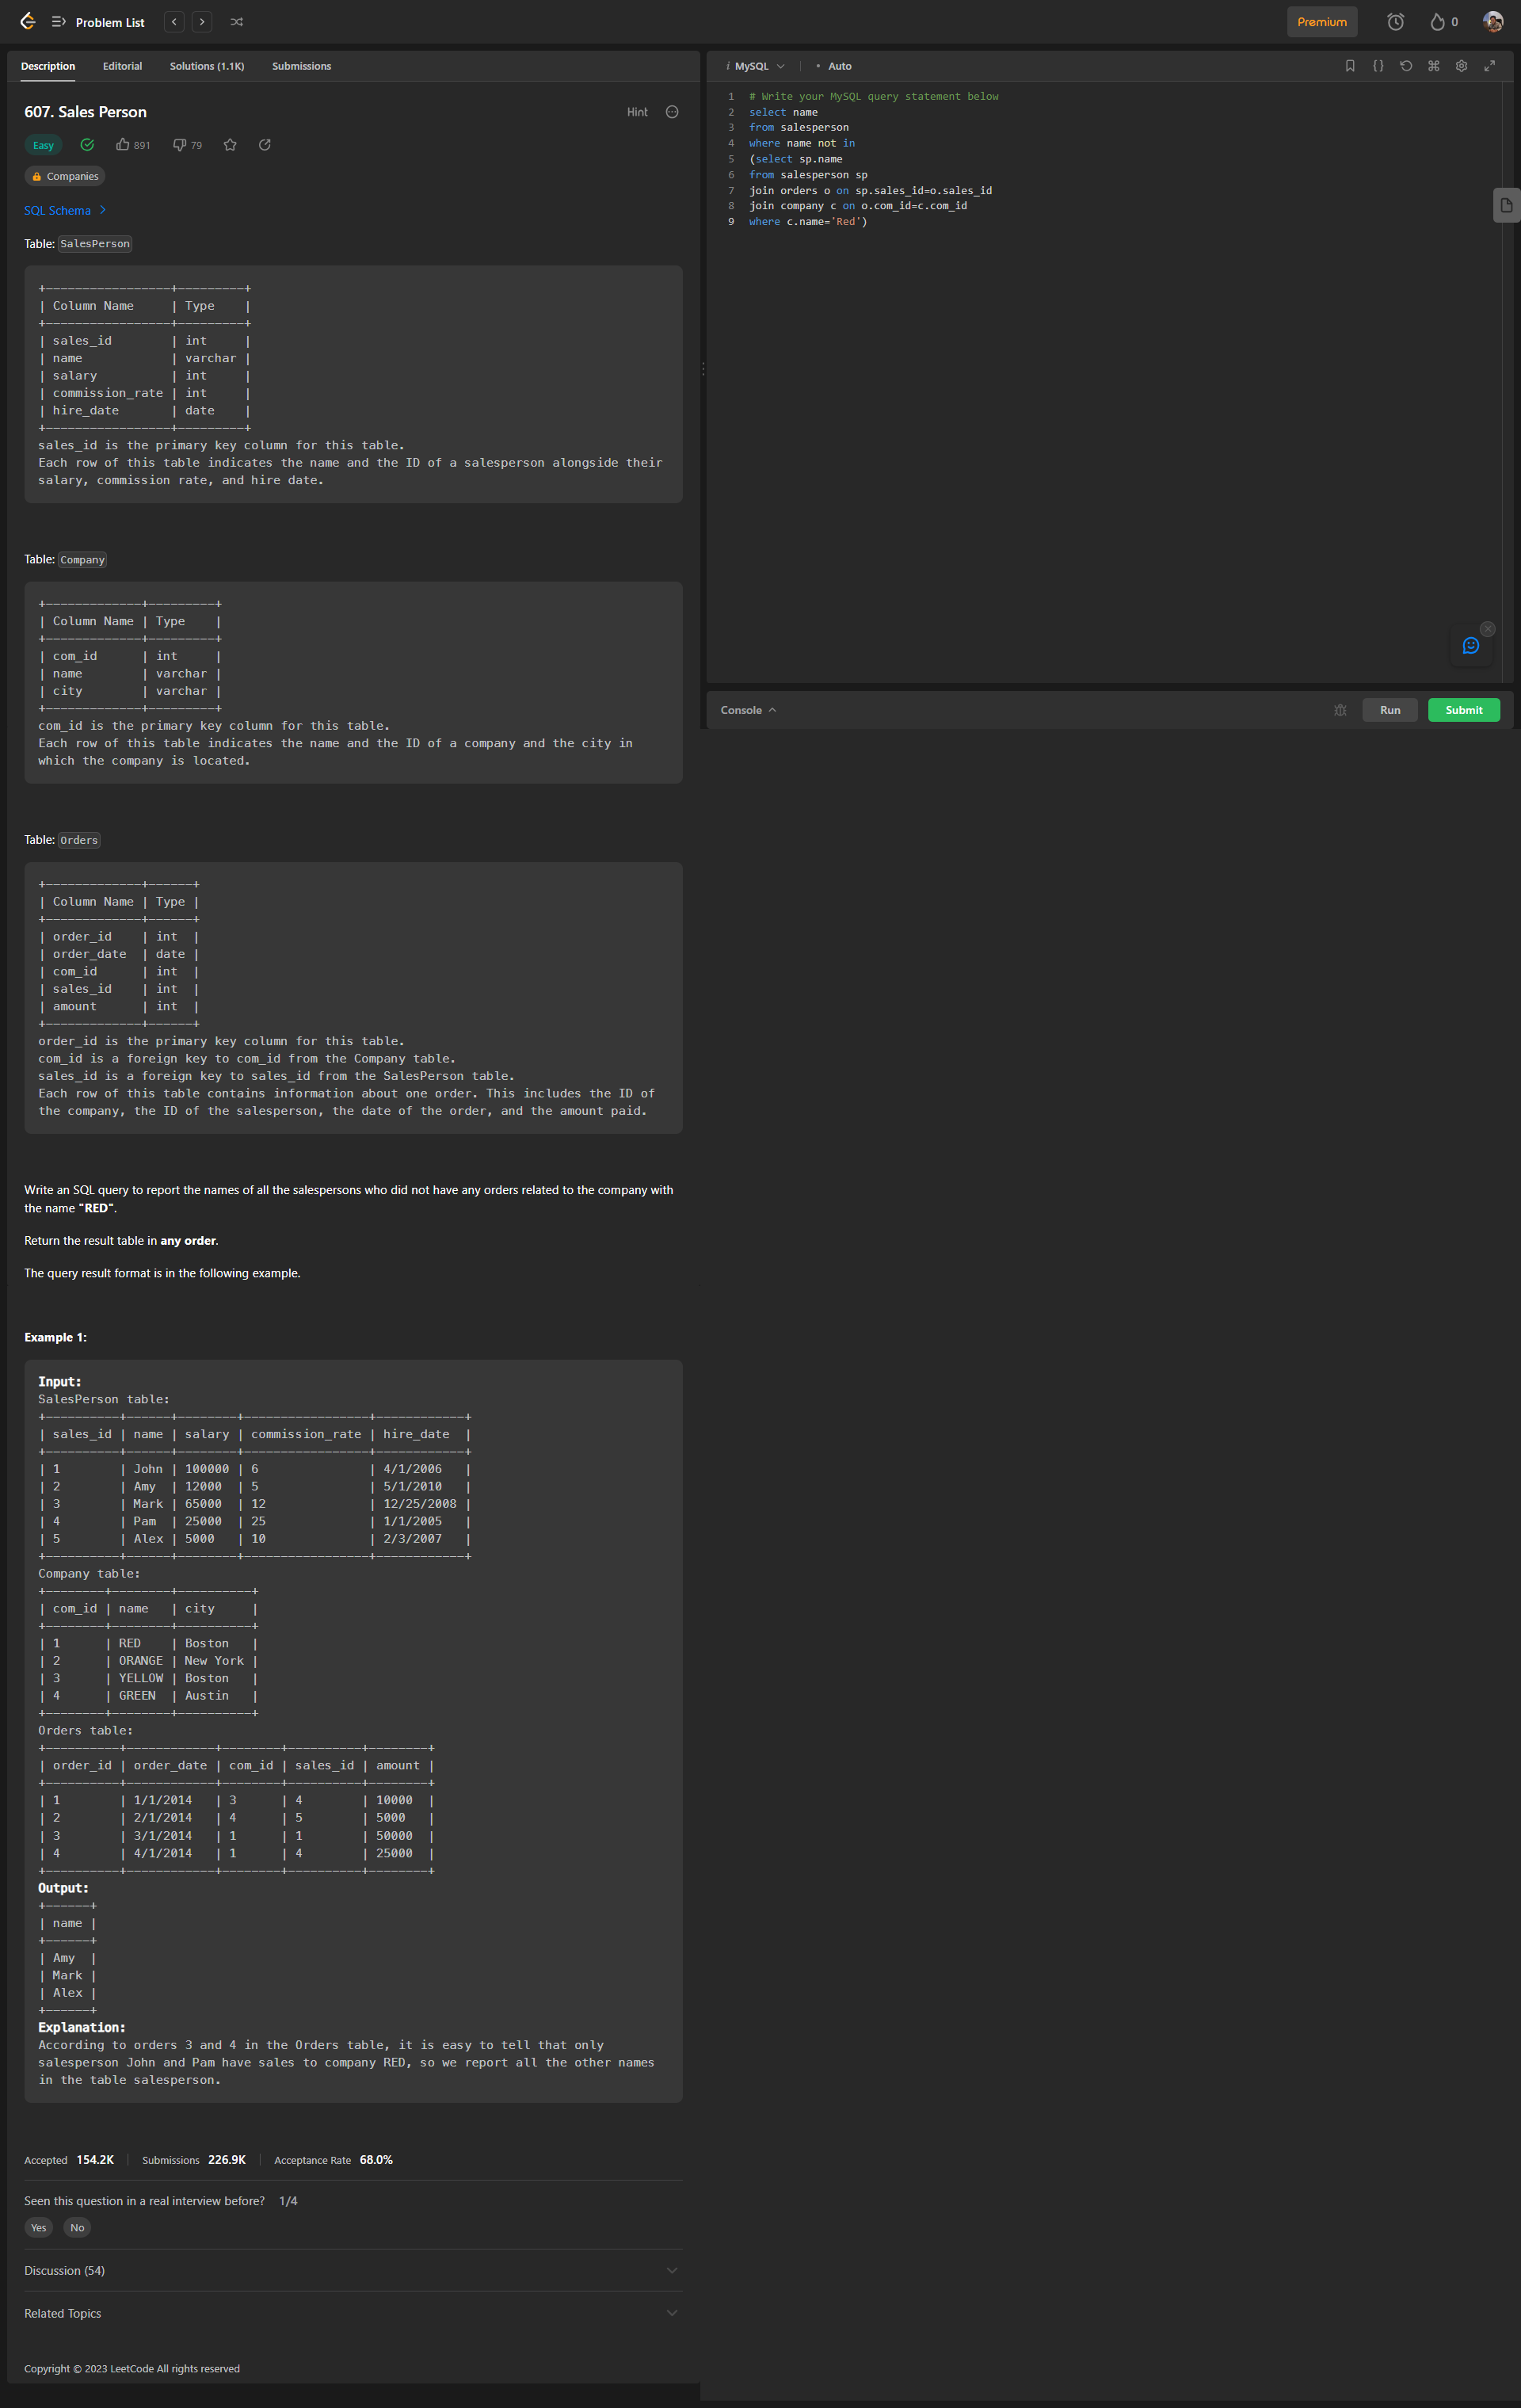 Problem List
Premium
0
Description Editorial Solutions (1.1K) Submissions
607. Sales Person
Hint
Easy 891 79
Companies
SQL Schema
Table: SalesPerson
+-----------------+---------+
| Column Name     | Type    |
+-----------------+---------+
| sales_id        | int     |
| name            | varchar |
| salary          | int     |
| commission_rate | int     |
| hire_date       | date    |
+-----------------+---------+
sales_id is the primary key column for this table.
Each row of this table indicates the name and the ID of a salesperson alongside their
salary, commission rate, and hire date.
Table: Company
+-------------+---------+
| Column Name | Type    |
+-------------+---------+
| com_id      | int     |
| name        | varchar |
| city        | varchar |
+-------------+---------+
com_id is the primary key column for this table.
Each row of this table indicates the name and the ID of a company and the city in
which the company is located.
Table: Orders
+-------------+------+
| Column Name | Type |
+-------------+------+
| order_id    | int  |
| order_date  | date |
| com_id      | int  |
| sales_id    | int  |
| amount      | int  |
+-------------+------+
order_id is the primary key column for this table.
com_id is a foreign key to com_id from the Company table.
sales_id is a foreign key to sales_id from the SalesPerson table.
Each row of this table contains information about one order. This includes the ID of
the company, the ID of the salesperson, the date of the order, and the amount paid.
Write an SQL query to report the names of all the salespersons who did not have any orders related to the company with
the name "RED".
Return the result table in any order.
The query result format is in the following example.
Example 1:
Input:
SalesPerson table:
+----------+------+--------+-----------------+------------+
| sales_id | name | salary | commission_rate | hire_date  |
+----------+------+--------+-----------------+------------+
| 1        | John | 100000 | 6               | 4/1/2006   |
| 2        | Amy  | 12000  | 5               | 5/1/2010   |
| 3        | Mark | 65000  | 12              | 12/25/2008 |
| 4        | Pam  | 25000  | 25              | 1/1/2005   |
| 5        | Alex | 5000   | 10              | 2/3/2007   |
+----------+------+--------+-----------------+------------+
Company table:
+--------+--------+----------+
| com_id | name   | city     |
+--------+--------+----------+
| 1      | RED    | Boston   |
| 2      | ORANGE | New York |
| 3      | YELLOW | Boston   |
| 4      | GREEN  | Austin   |
+--------+--------+----------+
Orders table:
+----------+------------+--------+----------+--------+
| order_id | order_date | com_id | sales_id | amount |
+----------+------------+--------+----------+--------+
| 1        | 1/1/2014   | 3      | 4        | 10000  |
| 2        | 2/1/2014   | 4      | 5        | 5000   |
| 3        | 3/1/2014   | 1      | 1        | 50000  |
| 4        | 4/1/2014   | 1      | 4        | 25000  |
+----------+------------+--------+----------+--------+
Output:
+------+
| name |
+------+
| Amy  |
| Mark |
| Alex |
+------+
Explanation:
According to orders 3 and 4 in the Orders table, it is easy to tell that only
salesperson John and Pam have sales to company RED, so we report all the other names
in the table salesperson.
Accepted 154.2K Submissions 226.9K Acceptance Rate 68.0%
Seen this question in a real interview before? 1/4
Yes No
Discussion (54)
Related Topics
Copyright © 2023 LeetCode All rights reserved
i MySQL • Auto
1 # Write your MySQL query statement below
2 select name
3 from salesperson
4 where name not in
5 (select sp.name
6 from salesperson sp
7 join orders o on sp.sales_id=o.sales_id
8 join company c on o.com_id=c.com_id
9 where c.name='Red')
Console
Run
Submit